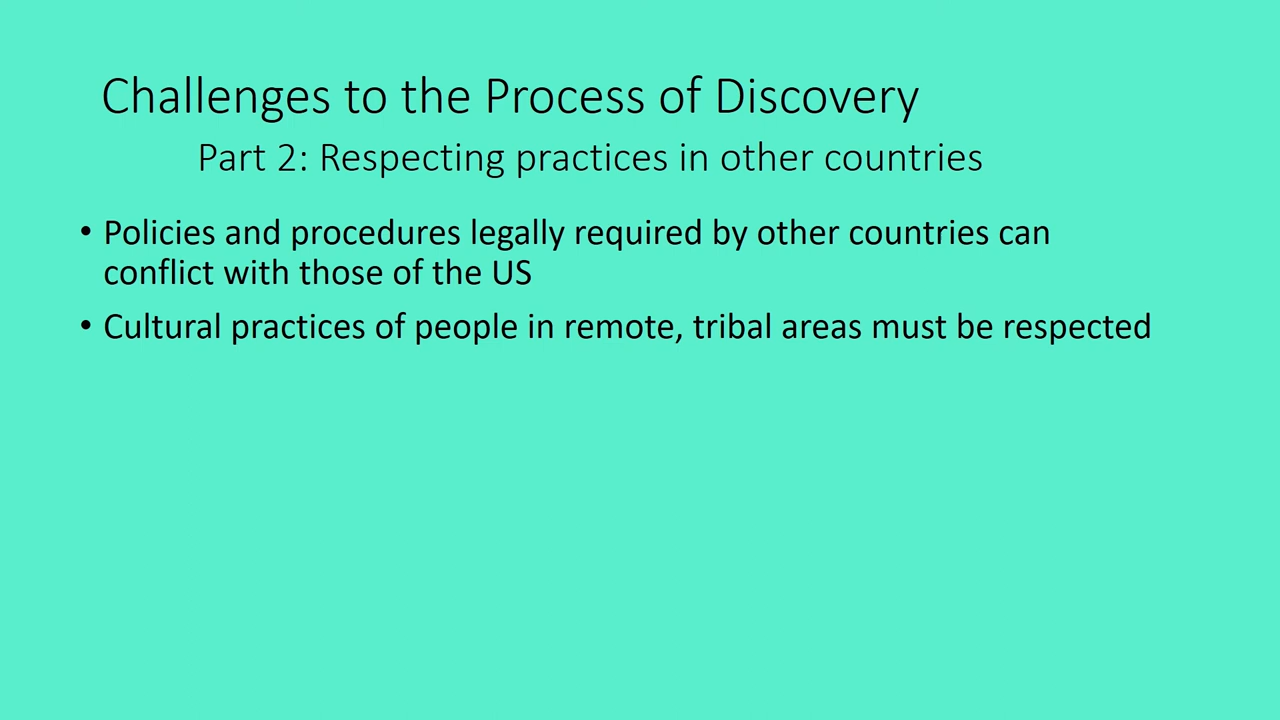 Challenges to the Process of Discovery
Part 2: Respecting practices in other countries
• Policies and procedures legally required by other countries can
conflict with those of the US
• Cultural practices of people in remote, tribal areas must be respected